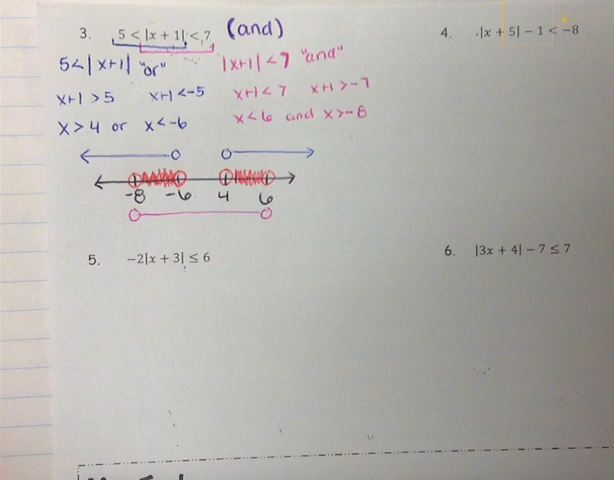 3. 5 < |x + 1| < 7 (and)
5 < |x+1| "or" |x+1| < 7 "and"
x+1 > 5 x+1 < -5 x+1 < 7 x+1 > -7
x > 4 or x < -6 x < 6 and x > -8
-8 -6 4 6
4. |x + 5| − 1 < −8
5. −2|x + 3| ≤ 6
6. |3x + 4| − 7 ≤ 7